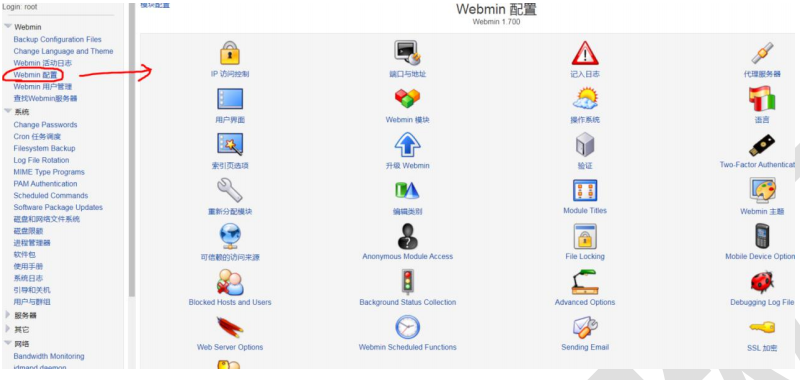 Login: root
Webmin
Backup Configuration Files
Change Language and Theme
Webmin 活动日志
Webmin 配置
Webmin 用户管理
查找Webmin服务器
系统
Change Passwords
Cron 任务调度
Filesystem Backup
Log File Rotation
MIME Type Programs
PAM Authentication
Scheduled Commands
Software Package Updates
磁盘和网络文件系统
磁盘限额
进程管理器
软件包
使用手册
系统日志
引导和关机
用户与群组
服务器
其它
网络
Bandwidth Monitoring
模块配置
Webmin 配置
Webmin 1.700
IP 访问控制
端口与地址
记入日志
代理服务器
用户界面
Webmin 模块
操作系统
语言
索引页选项
升级 Webmin
验证
Two-Factor Authenticat
重新分配模块
编辑类别
Module Titles
Webmin 主题
可信赖的访问来源
Anonymous Module Access
File Locking
Mobile Device Option
Blocked Hosts and Users
Background Status Collection
Advanced Options
Debugging Log File
Web Server Options
Webmin Scheduled Functions
Sending Email
SSL 加密